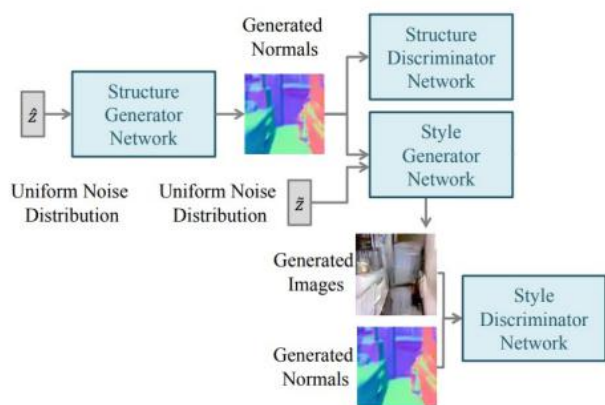 Generated
Normals
Structure
Discriminator
Network
Structure
Generator
Network
ẑ
Style
Generator
Network
Uniform Noise
Distribution
Uniform Noise
Distribution
z̃
Generated
Images
Style
Discriminator
Network
Generated
Normals